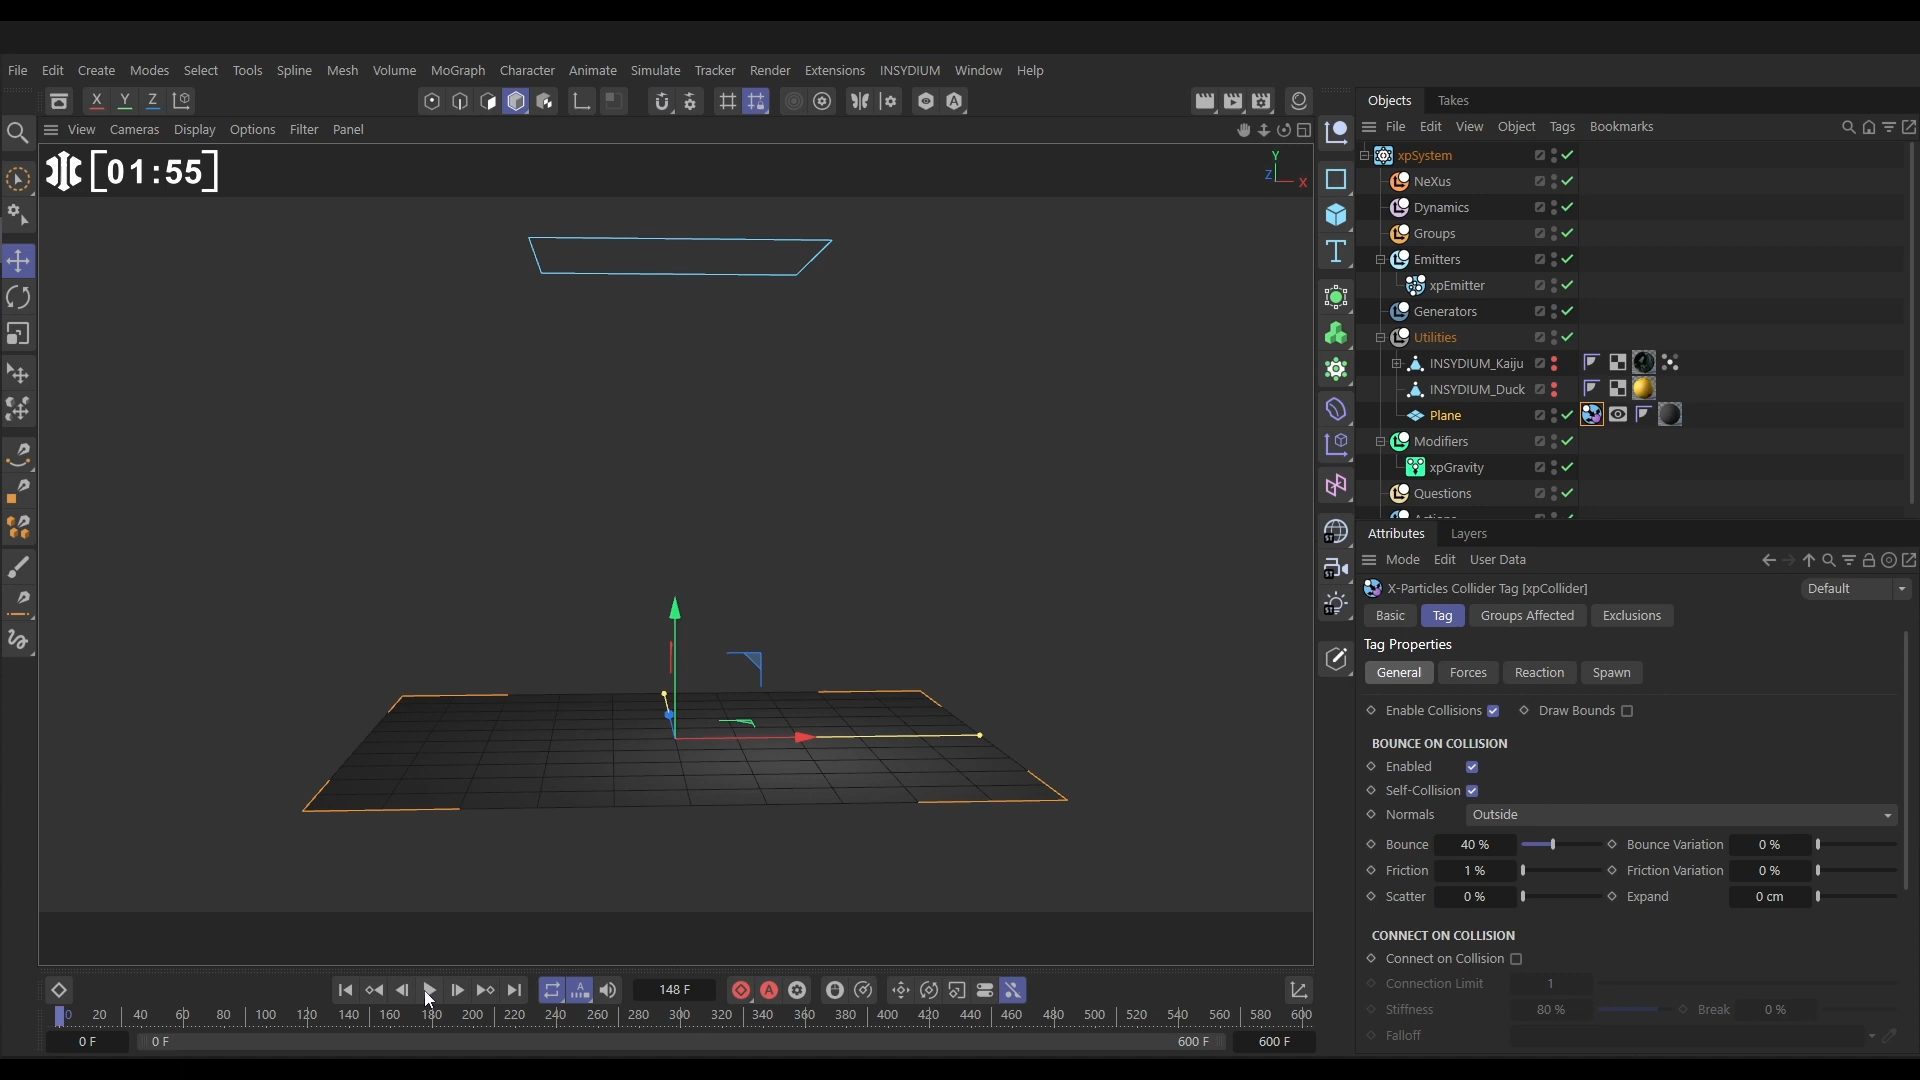 File Edit Create Modes Select Tools Spline Mesh Volume MoGraph Character Animate Simulate Tracker Render Extensions INSYDIUM Window Help
X Y Z
View Cameras Display Options Filter Panel
[01:55]
Y
Z X
Objects Takes
File Edit View Object Tags Bookmarks
xpSystem
NeXus
Dynamics
Groups
Emitters
xpEmitter
Generators
Utilities
INSYDIUM_Kaiju
INSYDIUM_Duck
Plane
Modifiers
xpGravity
Questions
Attributes Layers
Mode Edit User Data
X-Particles Collider Tag [xpCollider] Default
Basic Tag Groups Affected Exclusions
Tag Properties
General Forces Reaction Spawn
Enable Collisions Draw Bounds
BOUNCE ON COLLISION
Enabled
Self-Collision
Normals Outside
Bounce 40 % Bounce Variation 0 %
Friction 1 % Friction Variation 0 %
Scatter 0 % Expand 0 cm
CONNECT ON COLLISION
Connect on Collision
Connection Limit 1
Stiffness 80 % Break 0 %
Falloff
148 F
0 20 40 60 80 100 120 140 160 180 200 220 240 260 280 300 320 340 360 380 400 420 440 460 480 500 520 540 560 580 600
0 F 0 F 600 F 600 F